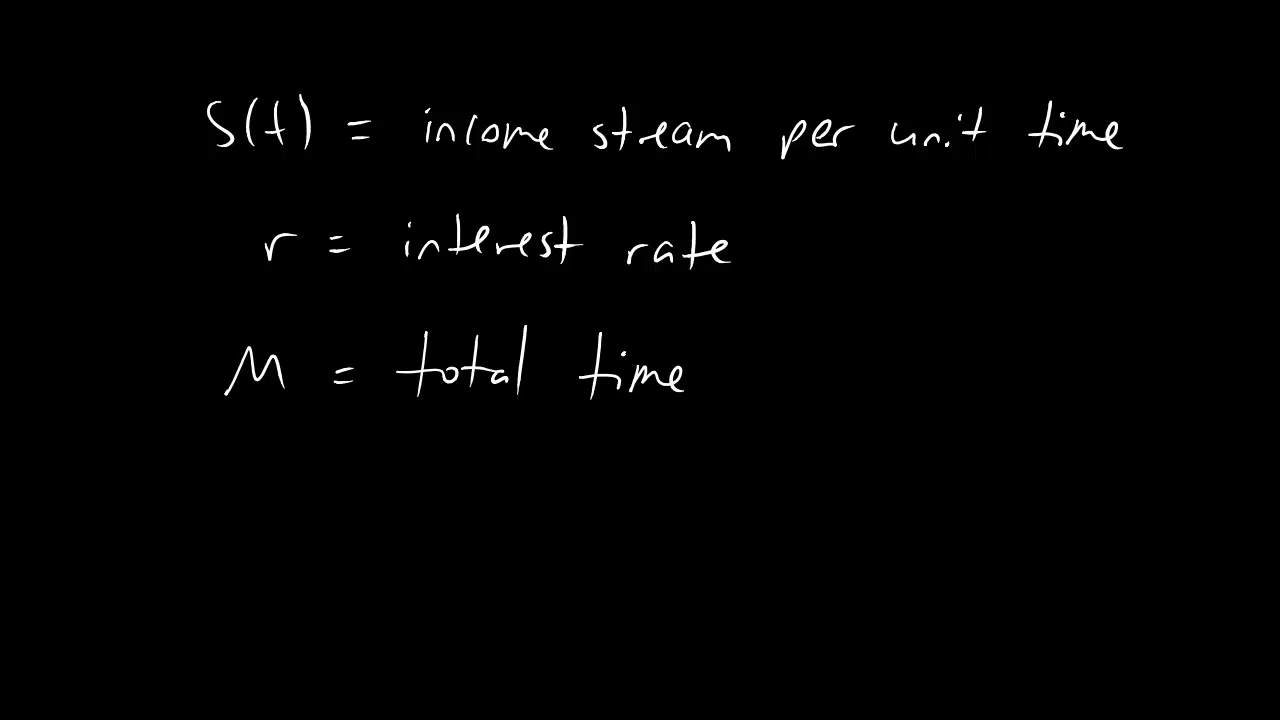 S(t) = income stream per unit time
r = interest rate
M = total time